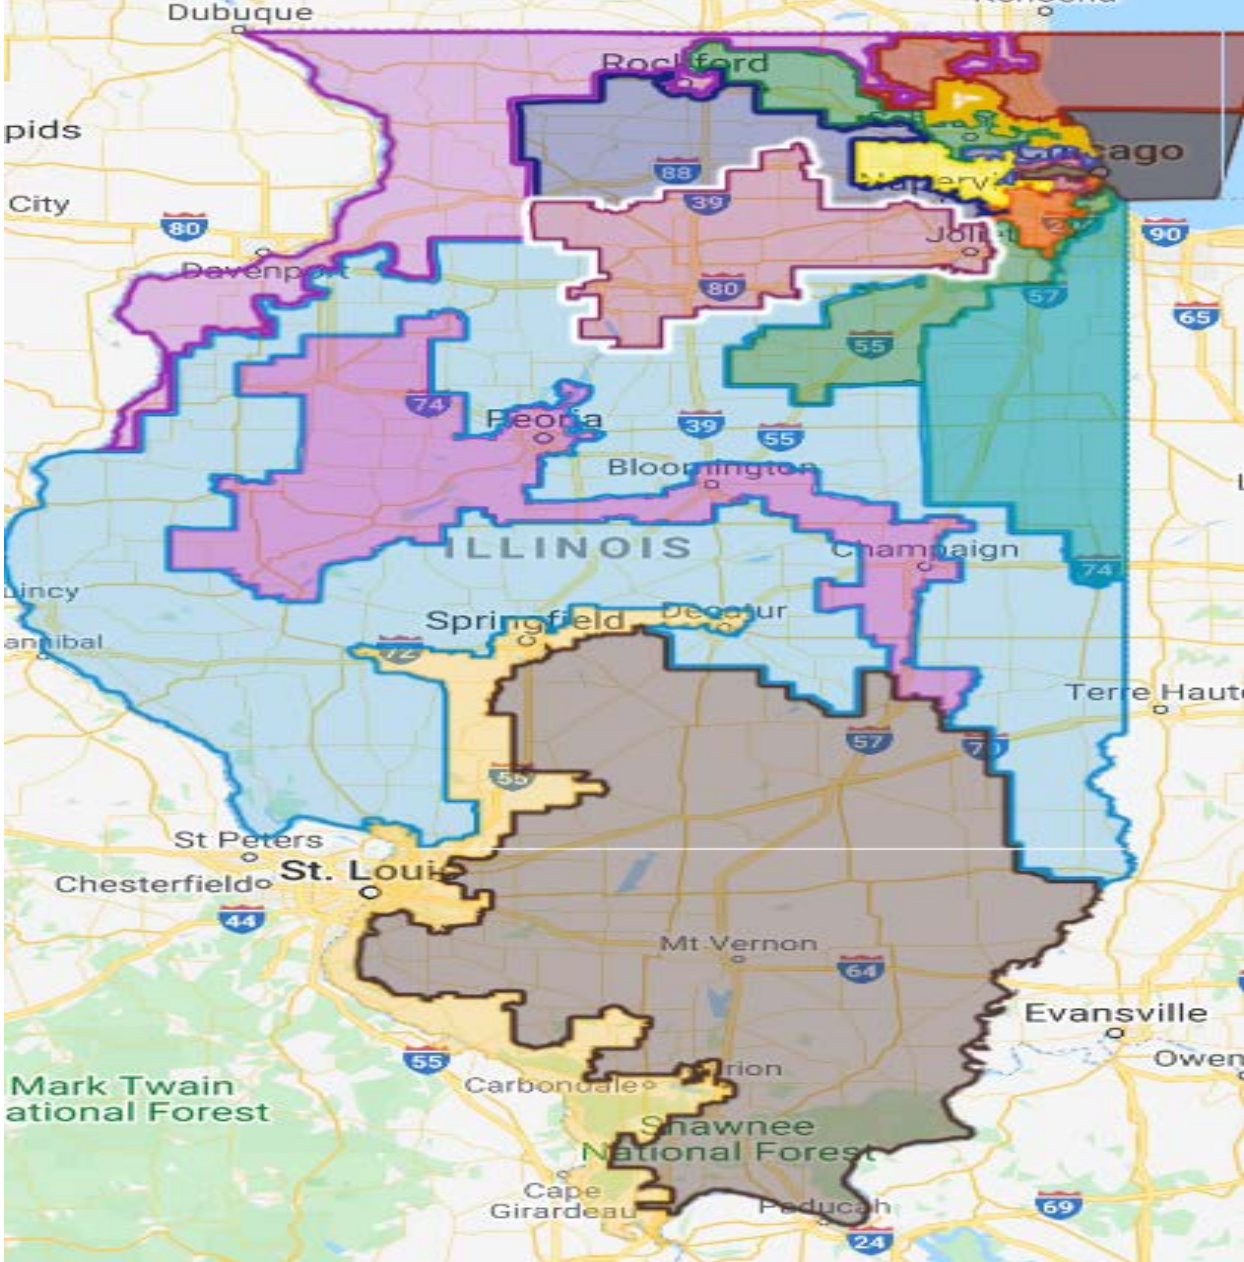 Dubuque
Rockford
pids
Chicago
88
City
39
80
90
Joliet
Davenport
80
57
65
55
74
Peoria
39
55
Bloomington
ILLINOIS
Champaign
74
uincy
Springfield
Decatur
annibal
72
Terre Haute
57
70
55
St Peters
St. Louis
Chesterfield
44
Mt Vernon
64
Evansville
55
Owen
rion
Mark Twain
Carbondale
ational Forest
Shawnee
National Forest
Cape
Girardeau
Paducah
69
24